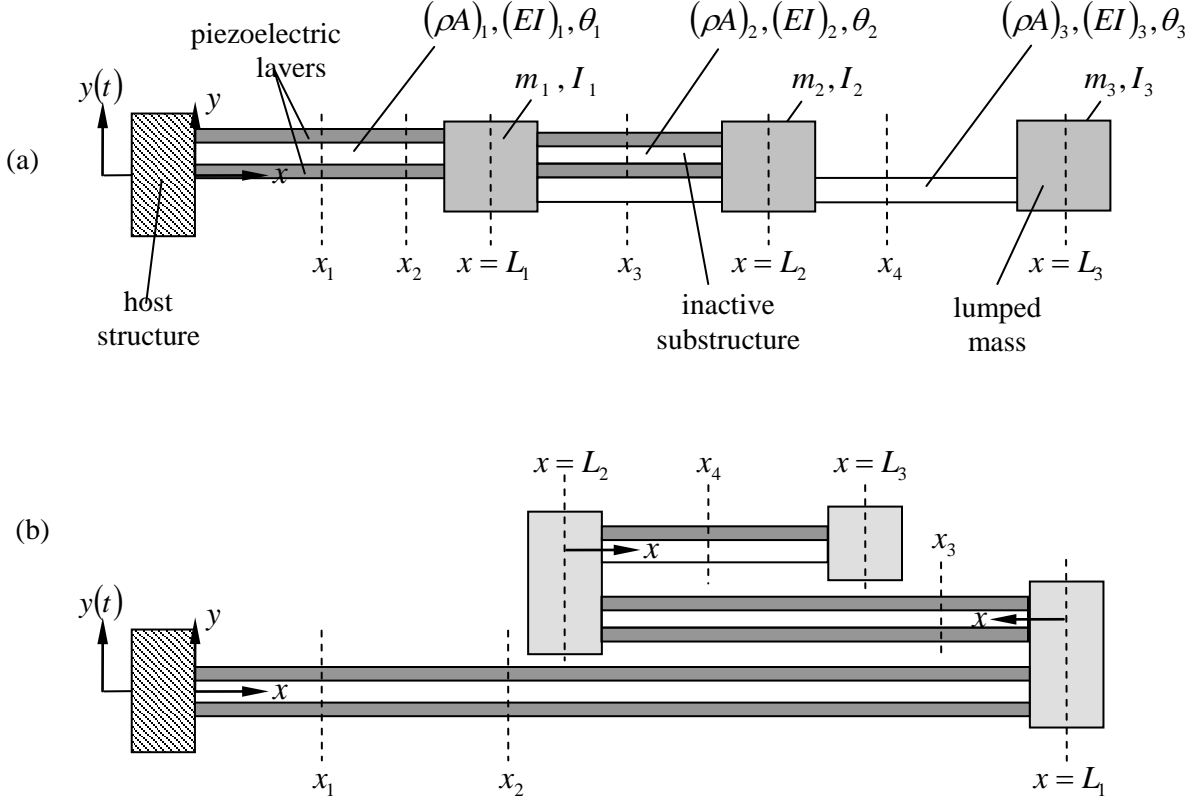 (ρA)₁, (EI)₁, θ₁
(ρA)₂, (EI)₂, θ₂
(ρA)₃, (EI)₃, θ₃
piezoelectric
lavers
y(t)
y
m₁ , I₁
m₂, I₂
m₃, I₃
(a)
x
x₁
x₂
x = L₁
x₃
x = L₂
x₄
x = L₃
host
structure
inactive
substructure
lumped
mass
x = L₂
x₄
x = L₃
(b)
x
x₃
y(t)
y
x
x
x₁
x₂
x = L₁